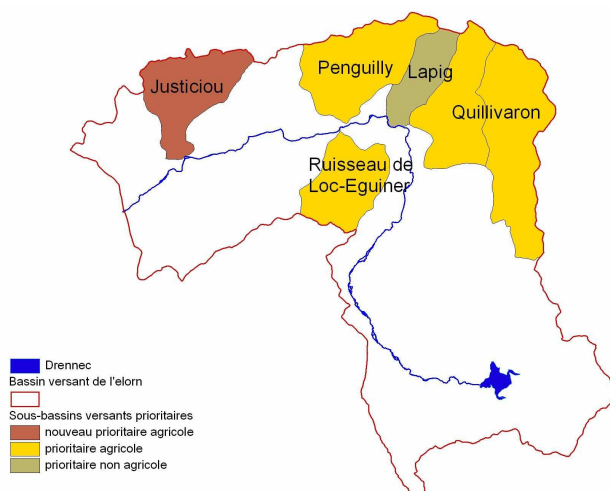 Justiciou
Penguilly
Lapig
Quillivaron
Ruisseau de
Loc-Eguiner
Drennec
Bassin versant de l'elorn
Sous-bassins versants prioritaires
nouveau prioritaire agricole
prioritaire agricole
prioritaire non agricole